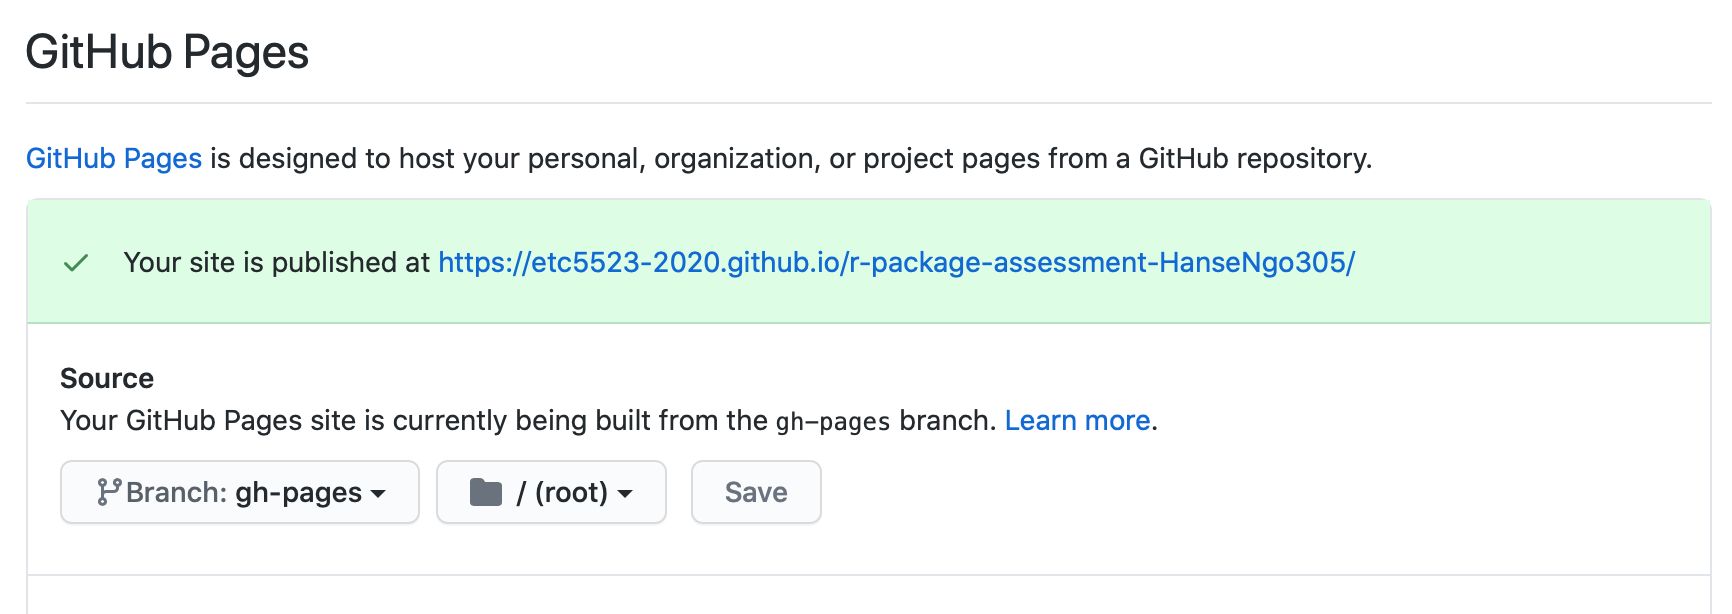 GitHub Pages
GitHub Pages is designed to host your personal, organization, or project pages from a GitHub repository.
Your site is published at https://etc5523-2020.github.io/r-package-assessment-HanseNgo305/
Source
Your GitHub Pages site is currently being built from the gh-pages branch. Learn more.
Branch: gh-pages / (root) Save